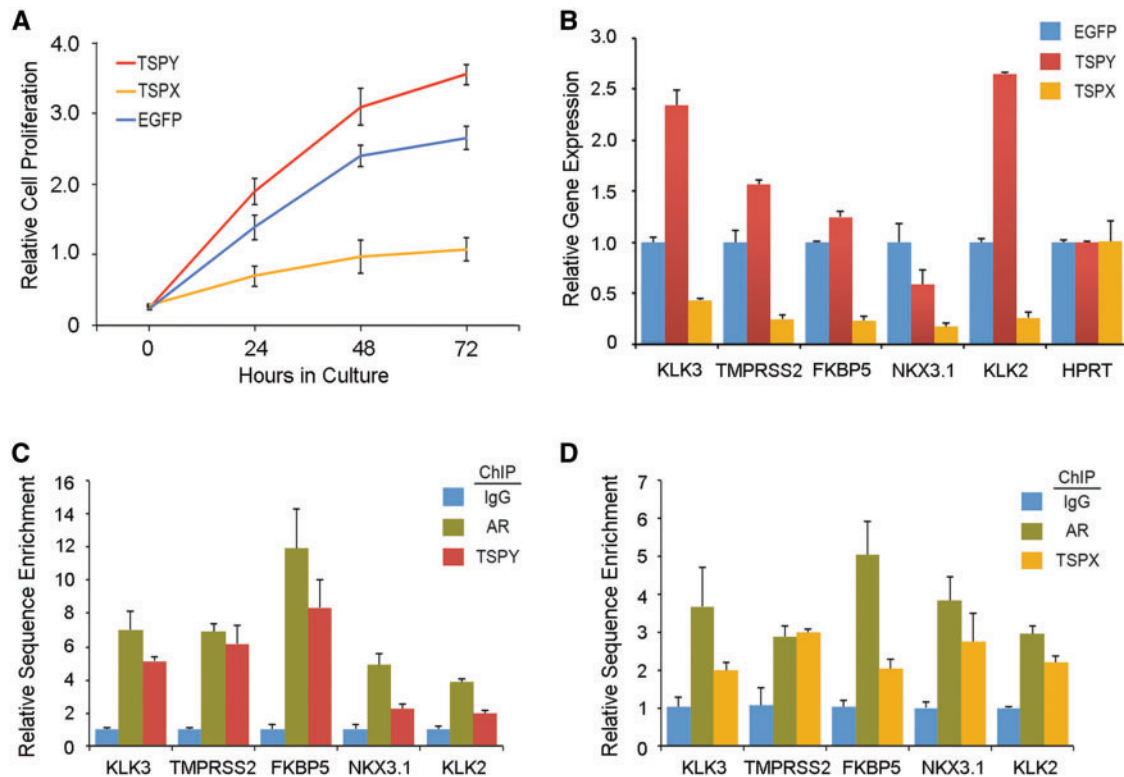 A
TSPY
TSPX
EGFP
Relative Cell Proliferation
4.0
3.0
2.0
1.0
0
0 24 48 72
Hours in Culture
B
EGFP
TSPY
TSPX
Relative Gene Expression
3.0
2.5
2.0
1.5
1.0
0.5
0
KLK3 TMPRSS2 FKBP5 NKX3.1 KLK2 HPRT
C
ChIP
IgG
AR
TSPY
Relative Sequence Enrichment
16
14
12
10
8
6
4
2
0
KLK3 TMPRSS2 FKBP5 NKX3.1 KLK2
D
ChIP
IgG
AR
TSPX
Relative Sequence Enrichment
7
6
5
4
3
2
1
0
KLK3 TMPRSS2 FKBP5 NKX3.1 KLK2